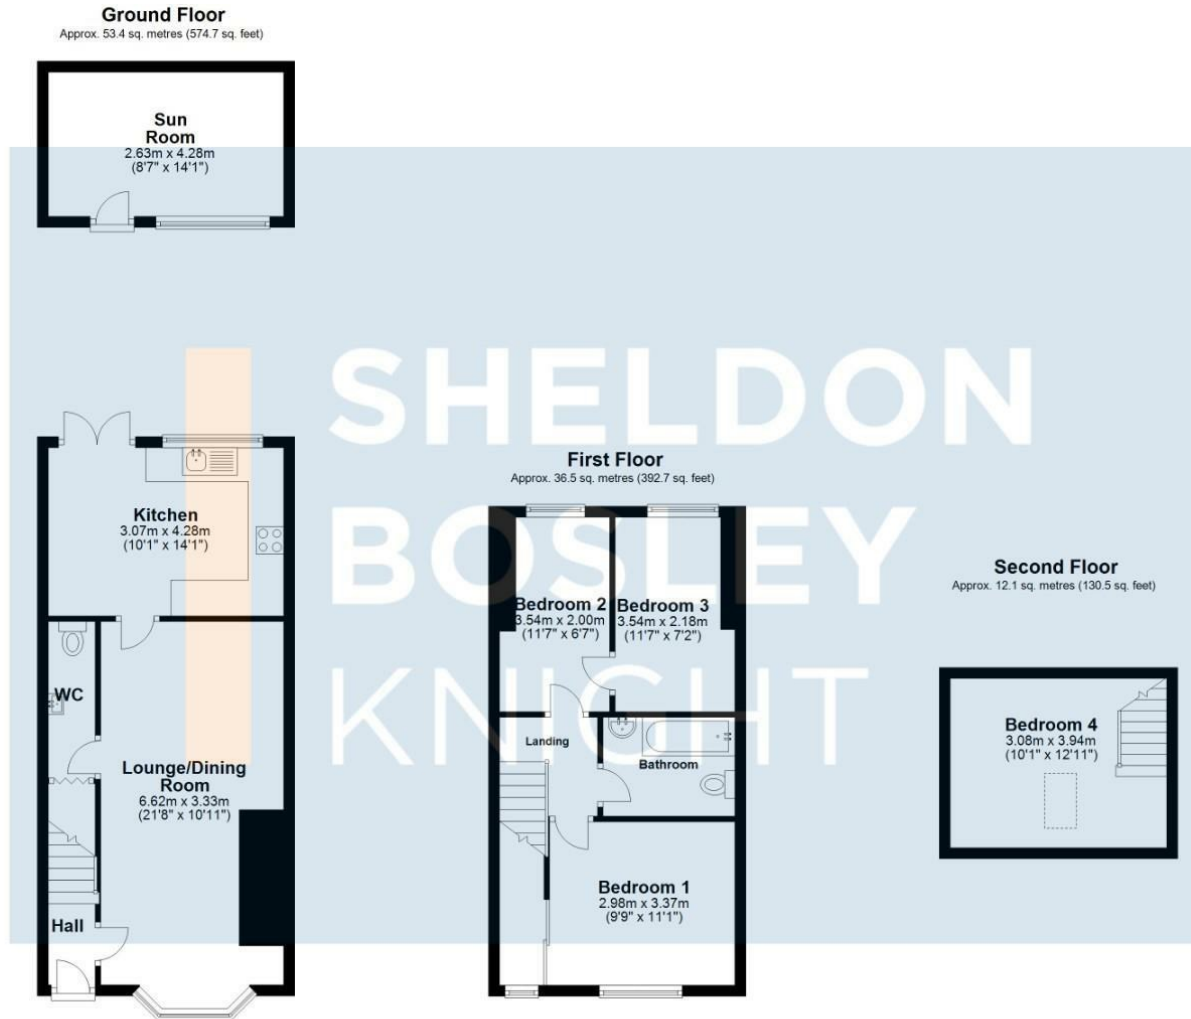 Ground Floor
Approx. 53.4 sq. metres (574.7 sq. feet)
Sun
Room
2.63m x 4.28m
(8'7" x 14'1")
Kitchen
3.07m x 4.28m
(10'1" x 14'1")
WC
Lounge/Dining
Room
6.62m x 3.33m
(21'8" x 10'11")
Hall
SHELDON
BOSLEY
KNIGHT
First Floor
Approx. 36.5 sq. metres (392.7 sq. feet)
Bedroom 2
3.54m x 2.00m
(11'7" x 6'7")
Bedroom 3
3.54m x 2.18m
(11'7" x 7'2")
Landing
Bathroom
Bedroom 1
2.98m x 3.37m
(9'9" x 11'1")
Second Floor
Approx. 12.1 sq. metres (130.5 sq. feet)
Bedroom 4
3.08m x 3.94m
(10'1" x 12'11")